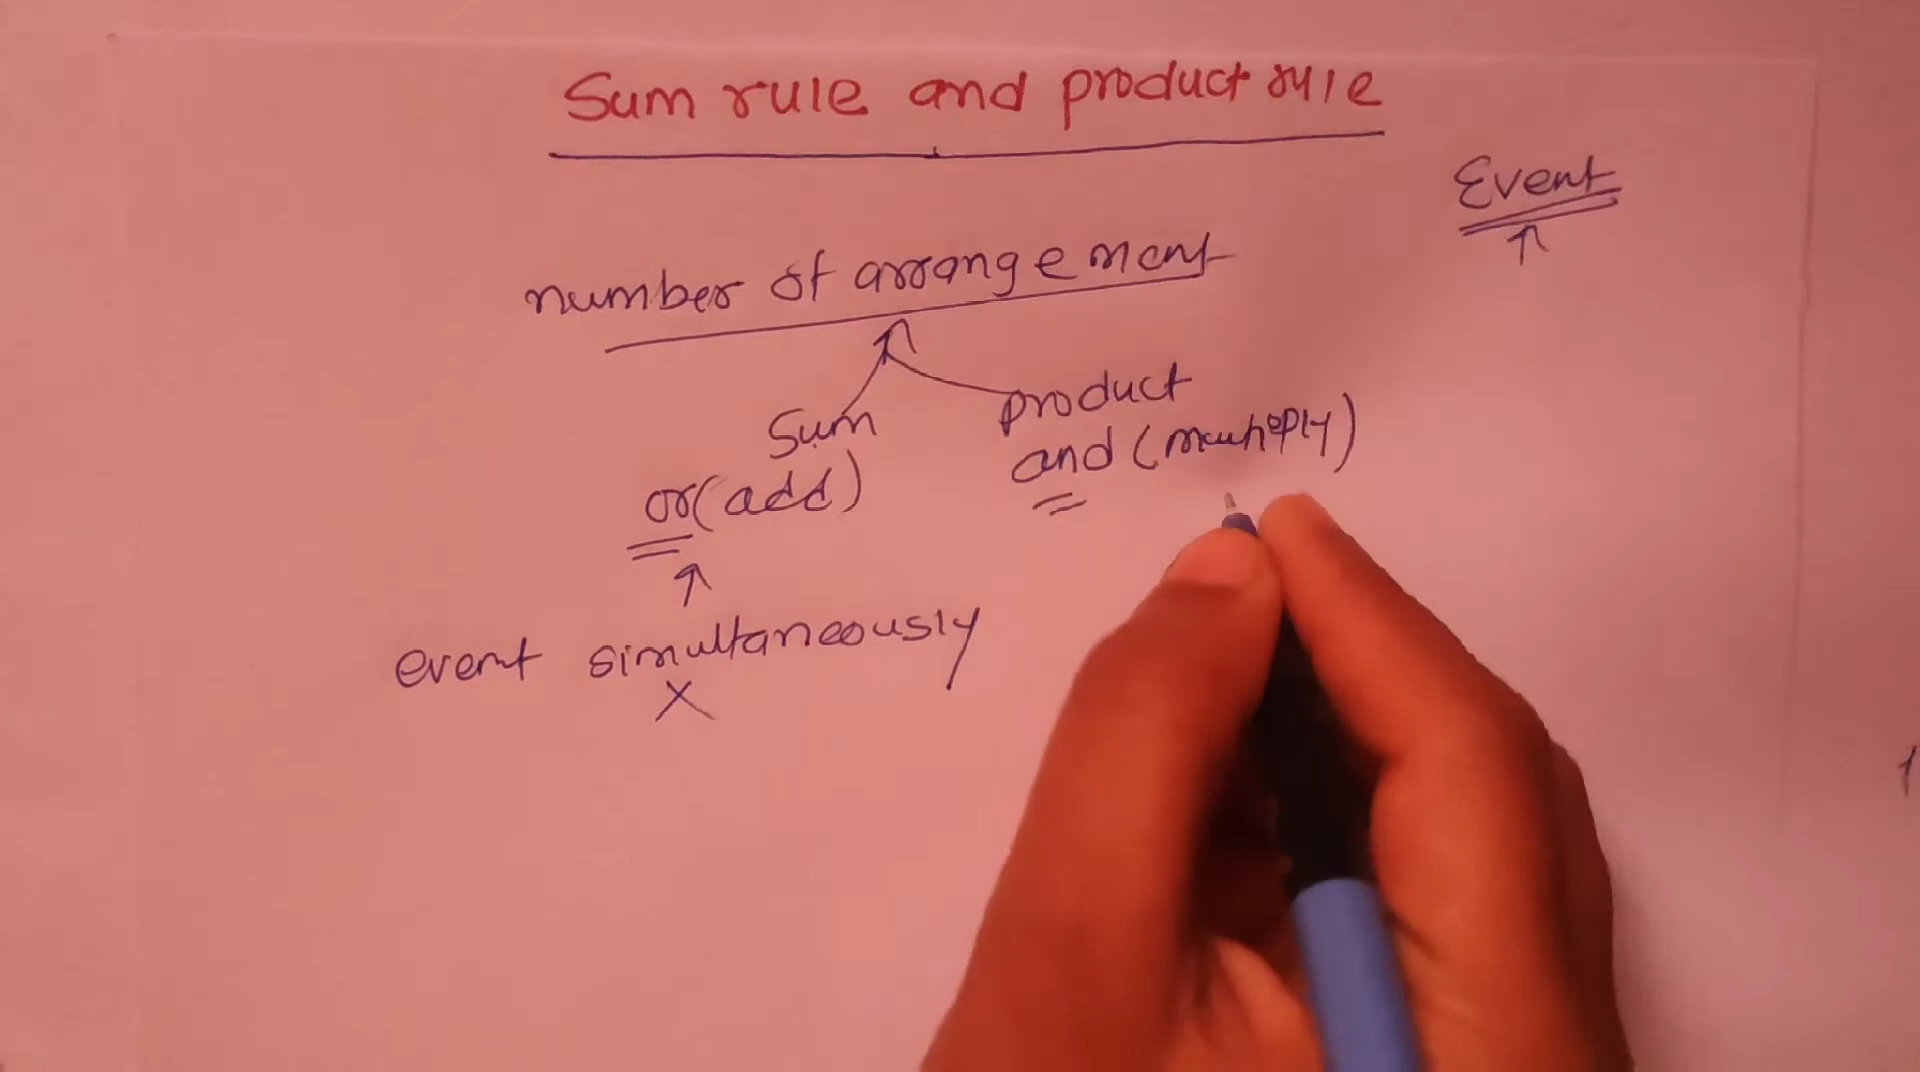 Sum rule and product rule
Event
number of arrangement
Sum
product
or (add)
and (multiply)
event simultaneously
X